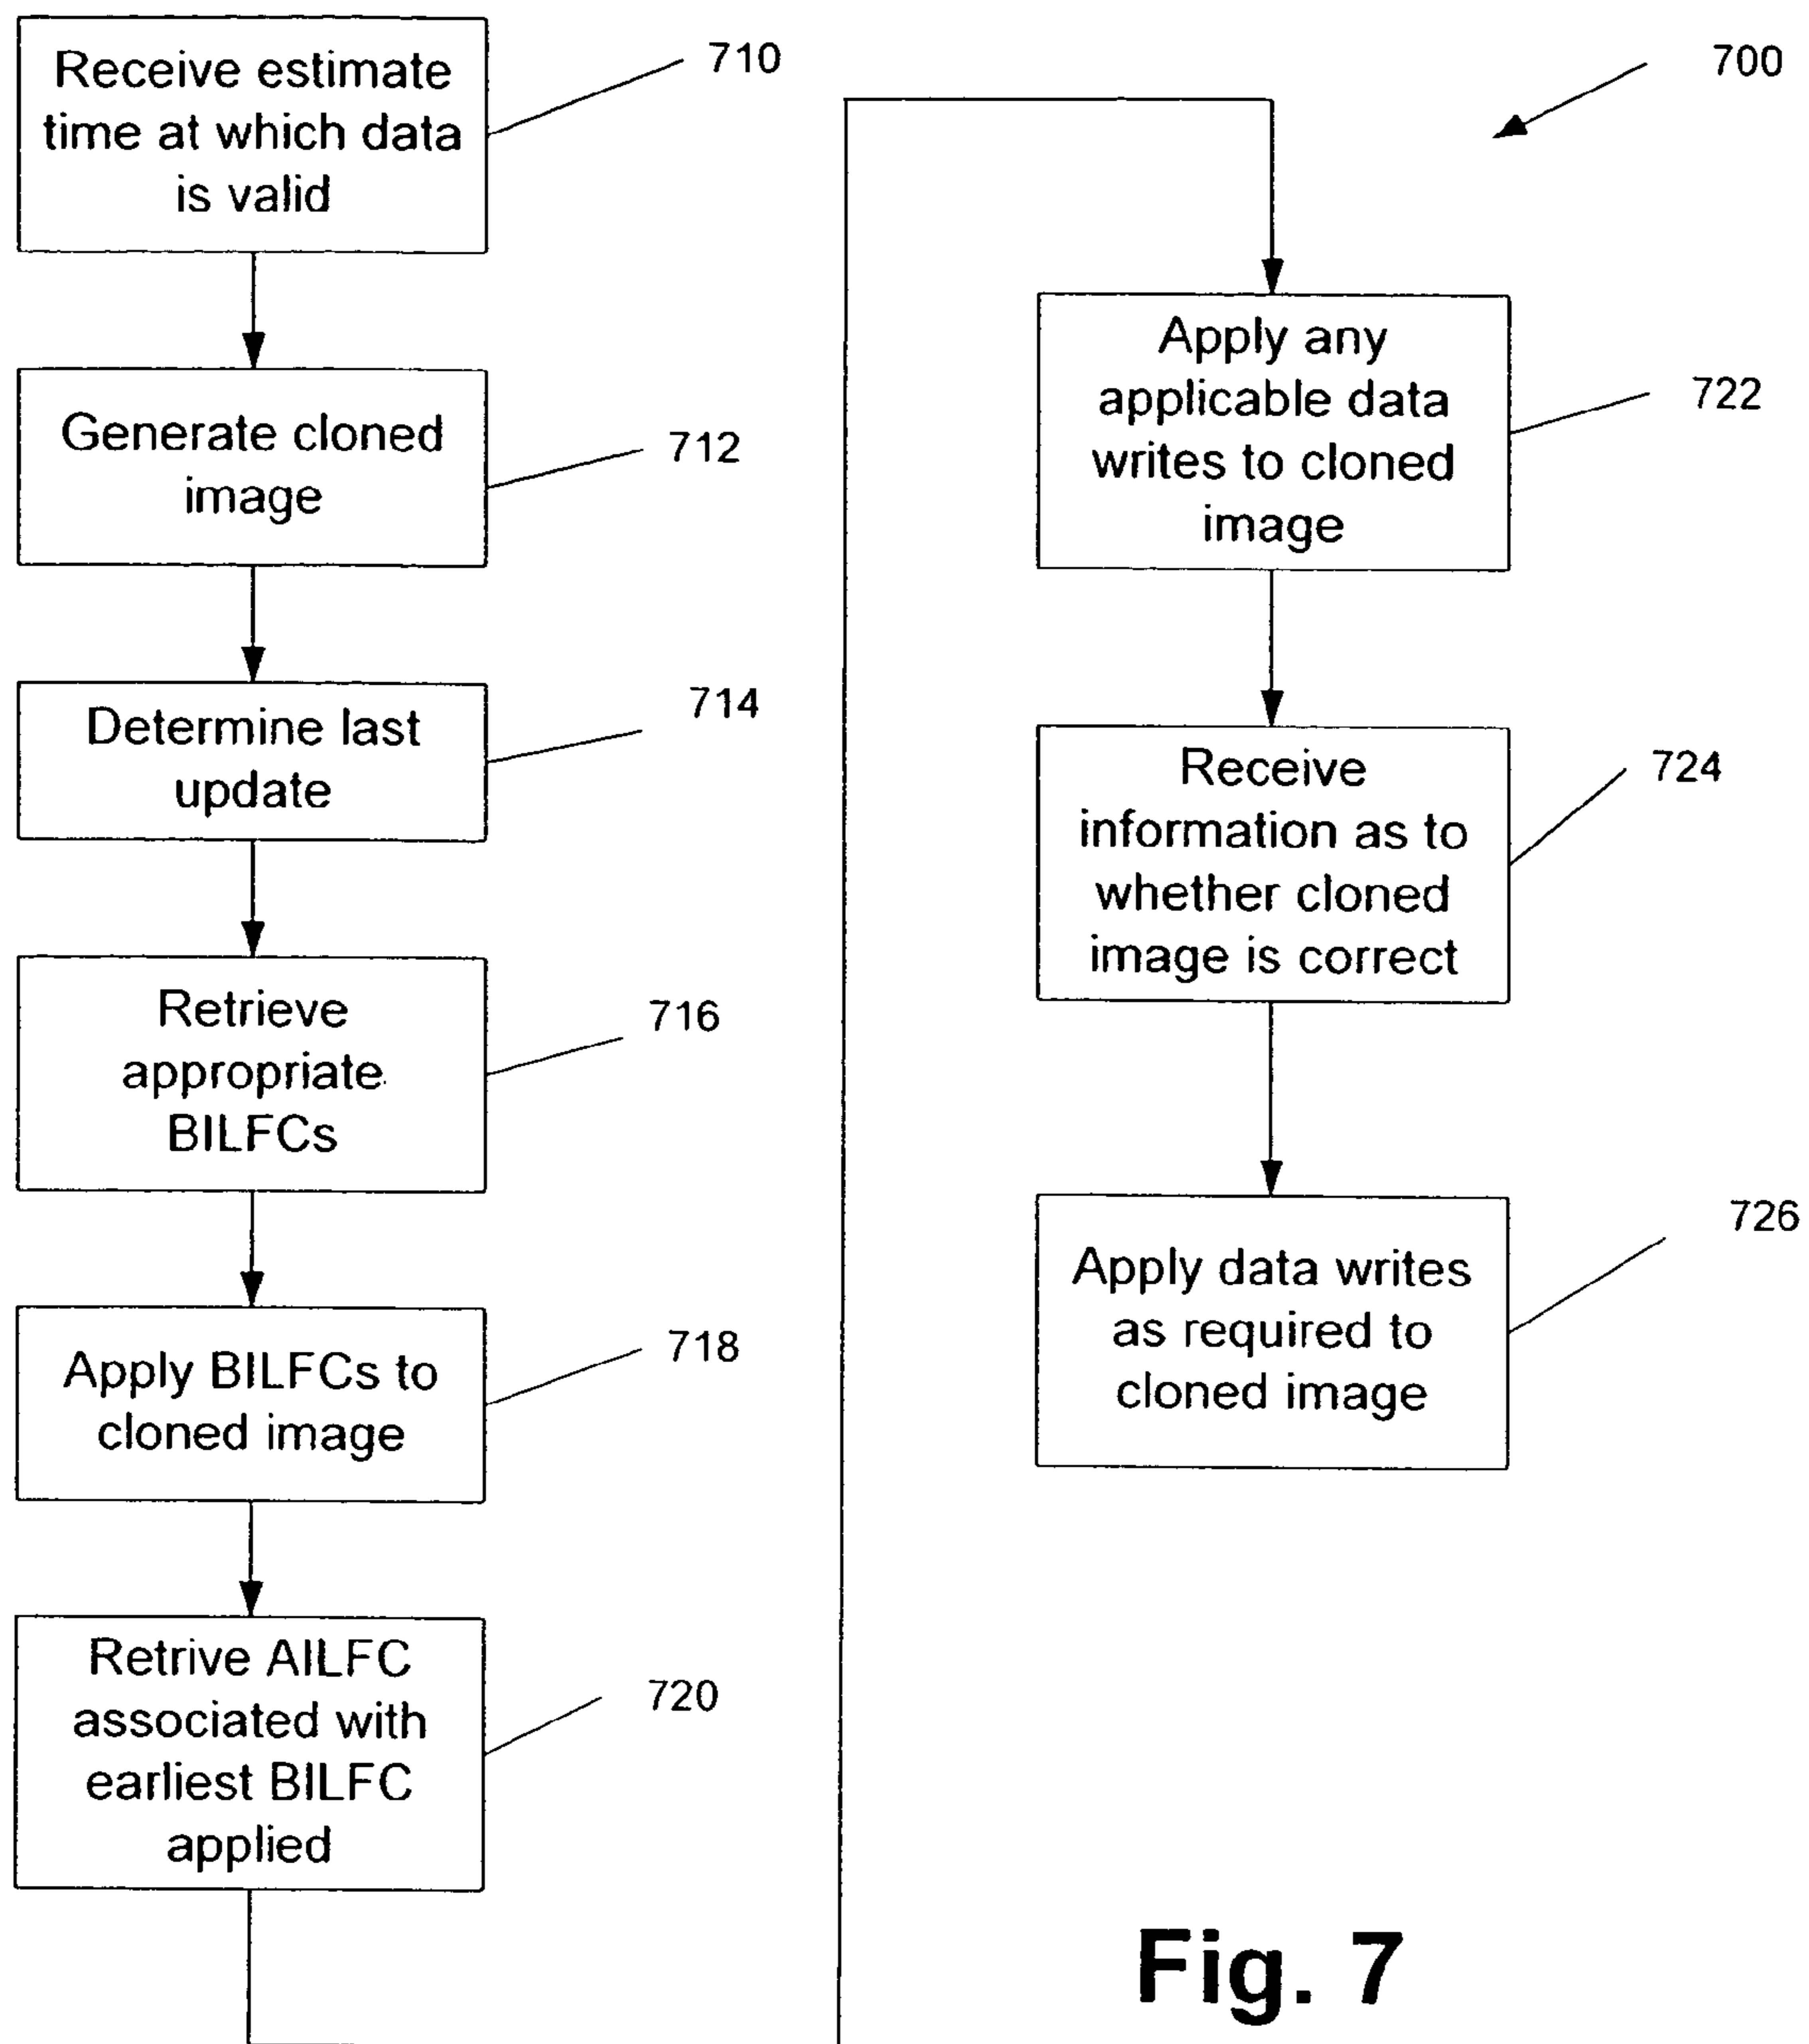 Receive estimate
time at which data
is valid
710
Generate cloned
image
712
Determine last
update
714
Retrieve
appropriate
BILFCs
716
Apply BILFCs to
cloned image
718
Retrive AILFC
associated with
earliest BILFC
applied
720
700
Apply any
applicable data
writes to cloned
image
722
Receive
information as to
whether cloned
image is correct
724
Apply data writes
as required to
cloned image
726
Fig. 7